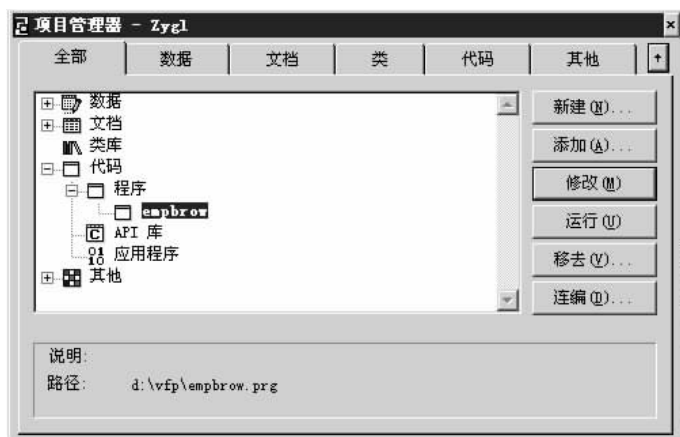 项目管理器 - Zygl
全部 数据 文档 类 代码 其他
数据
文档
类库
代码
程序
empbrow
API 库
应用程序
其他
新建(N)...
添加(A)...
修改(M)
运行(U)
移去(V)...
连编(D)...
说明:
路径: d:\vfp\empbrow.prg